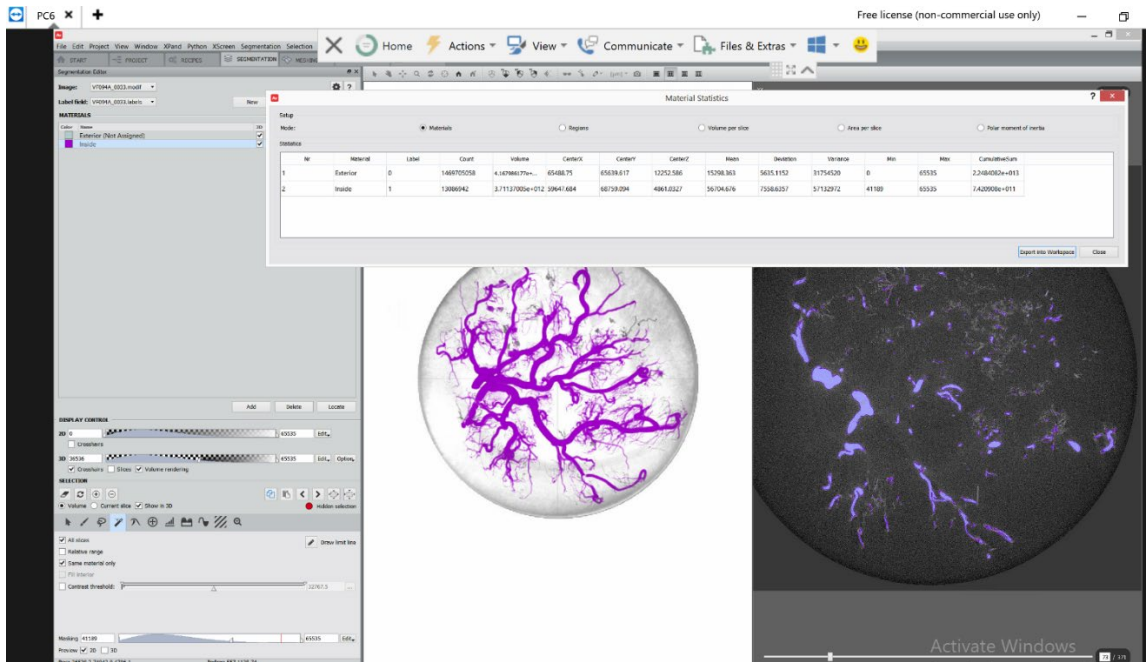 PC6
Free license (non-commercial use only)
File Edit Project View Window XPand Python XScreen Segmentation Selection
Home Actions View Communicate Files & Extras
START PROJECT RECIPES SEGMENTATION
Segmentation Editor
Image: V7094A_0003.modif
Label field: V4094A_0003.labels New
MATERIALS
Color Name 3D
Exterior (Not Assigned)
Inside
Material Statistics
Setup
Mode: Materials Regions Volume per slice Area per slice Polar moment of inertia
Statistics
Nr Material Label Count Volume CenterX CenterY CenterZ Mean Deviation Variance Min Max CumulativeSum
1 Exterior 0 1469705058 65488.75 65639.617 12252.586 15298.363 5635.1152 31754520 0 65535 2.2484082e+013
2 Inside 1 13086942 3.71137005e+012 59647.684 68759.094 4861.0327 56704.676 7558.6357 57132972 41189 65535 7.420908e+011
Export into Workspace Close
Add Delete Locate
DISPLAY CONTROL
2D 0 65535 Edit
Crosshairs
3D 36536 65535 Edit Option
Crosshairs Slices Volume rendering
SELECTION
Volume Current slice Show in 3D Hidden selection
All slices Draw limit line
Relative range
Same material only
Fill interior
Contrast threshold: 32767.5
Masking 41189 65535 Edit
Preview 2D 3D
Activate Windows